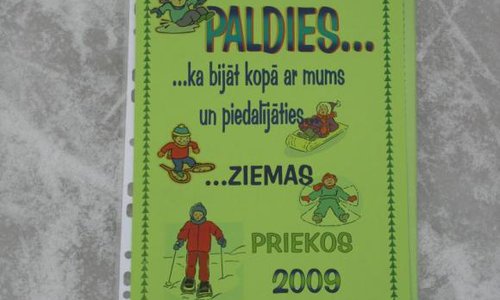 PALDIES...
...ka bijāt kopā ar mums
un piedalījāties
...ZIEMAS
PRIEKOS
2009